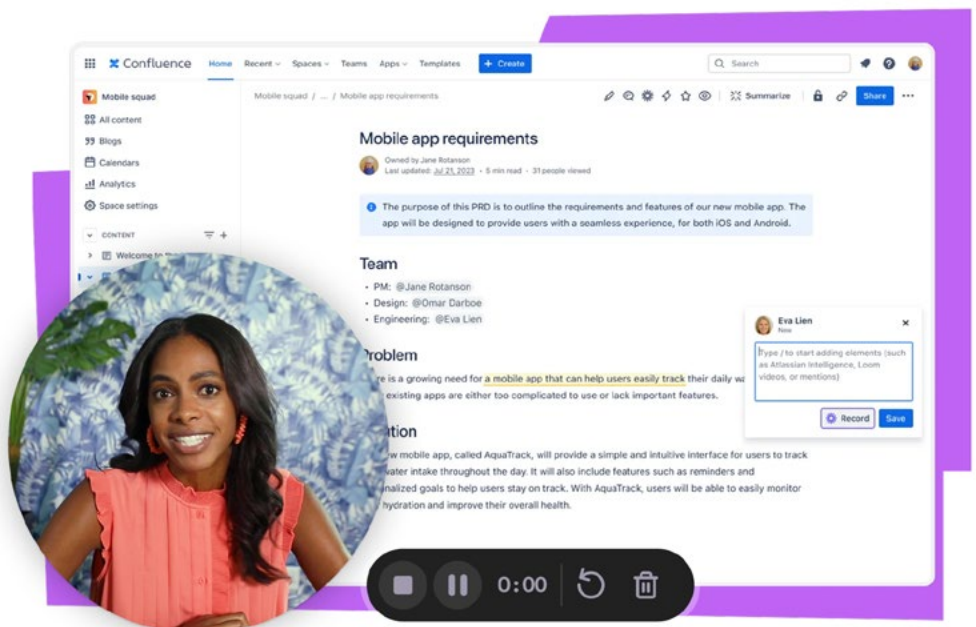 Confluence Home Recent Spaces Teams Apps Templates + Create Search
Mobile squad
All content
Blogs
Calendars
Analytics
Space settings
CONTENT
Welcome to
Mobile squad / ... / Mobile app requirements Summarize Share
Mobile app requirements
Owned by Jane Rotanson
Last updated: Jul 21, 2023 • 5 min read • 31 people viewed
The purpose of this PRD is to outline the requirements and features of our new mobile app. The
app will be designed to provide users with a seamless experience, for both iOS and Android.
Team
• PM: @Jane Rotanson
• Design: @Omar Darboe
• Engineering: @Eva Lien
Problem
re is a growing need for a mobile app that can help users easily track their daily wa
existing apps are either too complicated to use or lack important features.
ution
w mobile app, called AquaTrack, will provide a simple and intuitive interface for users to track
water intake throughout the day. It will also include features such as reminders and
onalized goals to help users stay on track. With AquaTrack, users will be able to easily monitor
hydration and improve their overall health.
Eva Lien
New
Type / to start adding elements (such
as Atlassian Intelligence, Loom
videos, or mentions)
Record Save
0:00